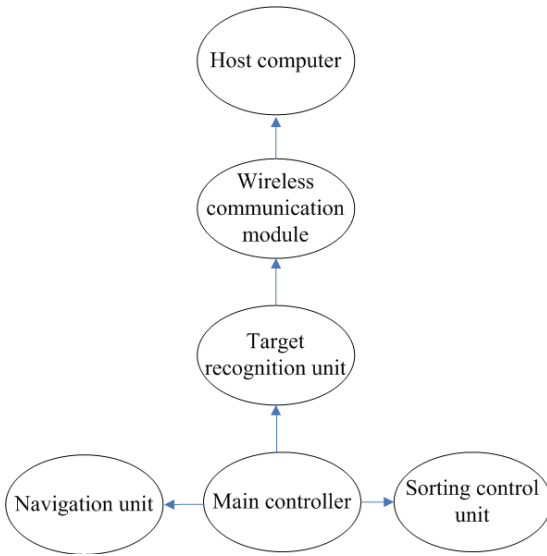 Host computer
Wireless
communication
module
Target
recognition unit
Navigation unit
Main controller
Sorting control
unit